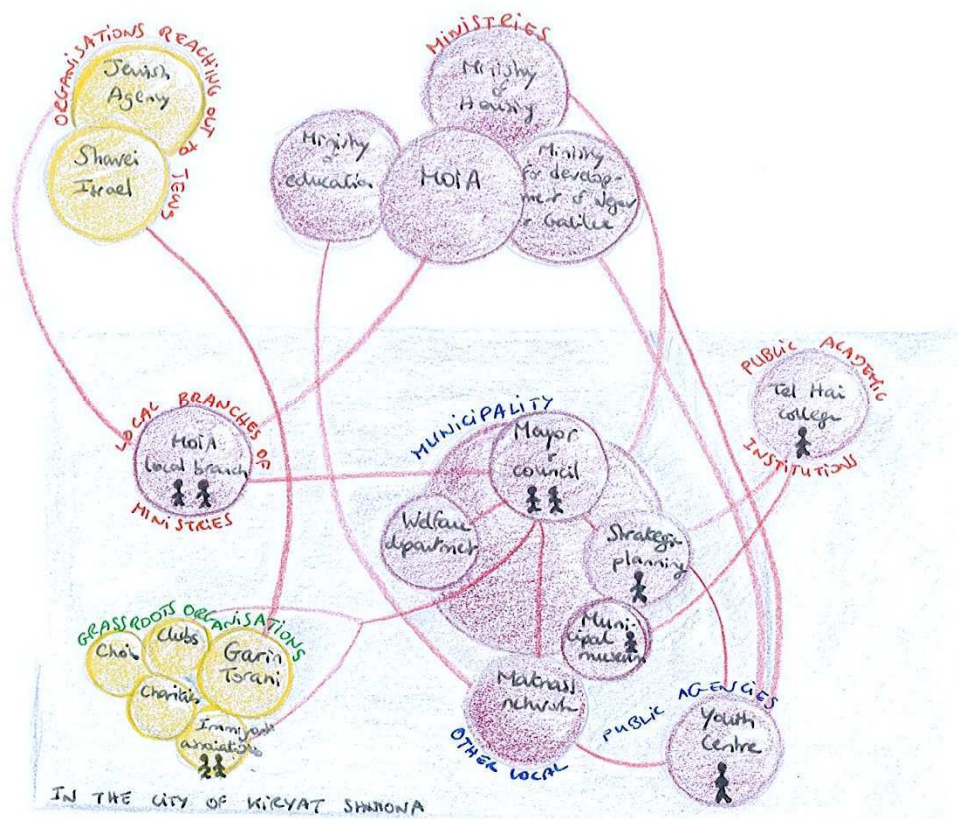 ORGANISATIONS REACHING OUT to JEWS
Jewish
Agency
Shavei
Israel
MINISTRIES
Ministry
of
Housing
Ministry
of
education
MOIA
Ministry
for develop-
ment of Negev
& Galilee
PUBLIC ACADEMIC
Tel Hai
college
INSTITUTIONS
LOCAL BRANCHES OF
MOIA
local branch
MINISTRIES
MUNICIPALITY
Mayor
&
council
Welfare
department
Strategic
planning
Muni-
cipal
museum
GRASSROOTS ORGANISATIONS
Choir
Clubs
Garin
Torani
Charities
Immigrant
associations
Matnass
network
OTHER LOCAL
PUBLIC AGENCIES
Youth
Centre
IN THE CITY OF KIRYAT SHMONA